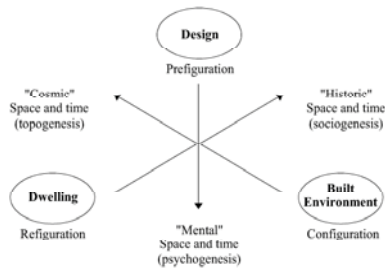 Design
Prefiguration
"Cosmic"
Space and time
(topogenesis)
"Historic"
Space and time
(sociogenesis)
Dwelling
Refiguration
"Mental"
Space and time
(psychogenesis)
Built
Environment
Configuration